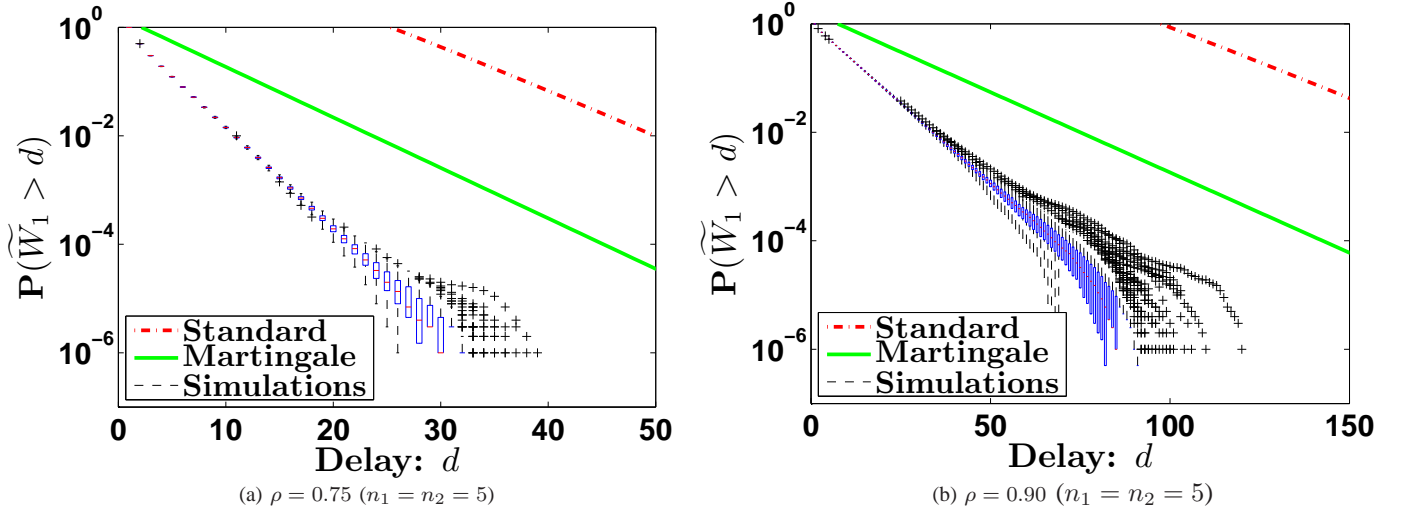 10^0
10^{-2}
10^{-4}
10^{-6}
P(\widetilde{W}_1 > d)
Standard
Martingale
Simulations
0 10 20 30 40 50
Delay: d
(a) ρ = 0.75 (n_1 = n_2 = 5)
10^0
10^{-2}
10^{-4}
10^{-6}
P(\widetilde{W}_1 > d)
Standard
Martingale
Simulations
0 50 100 150
Delay: d
(b) ρ = 0.90 (n_1 = n_2 = 5)